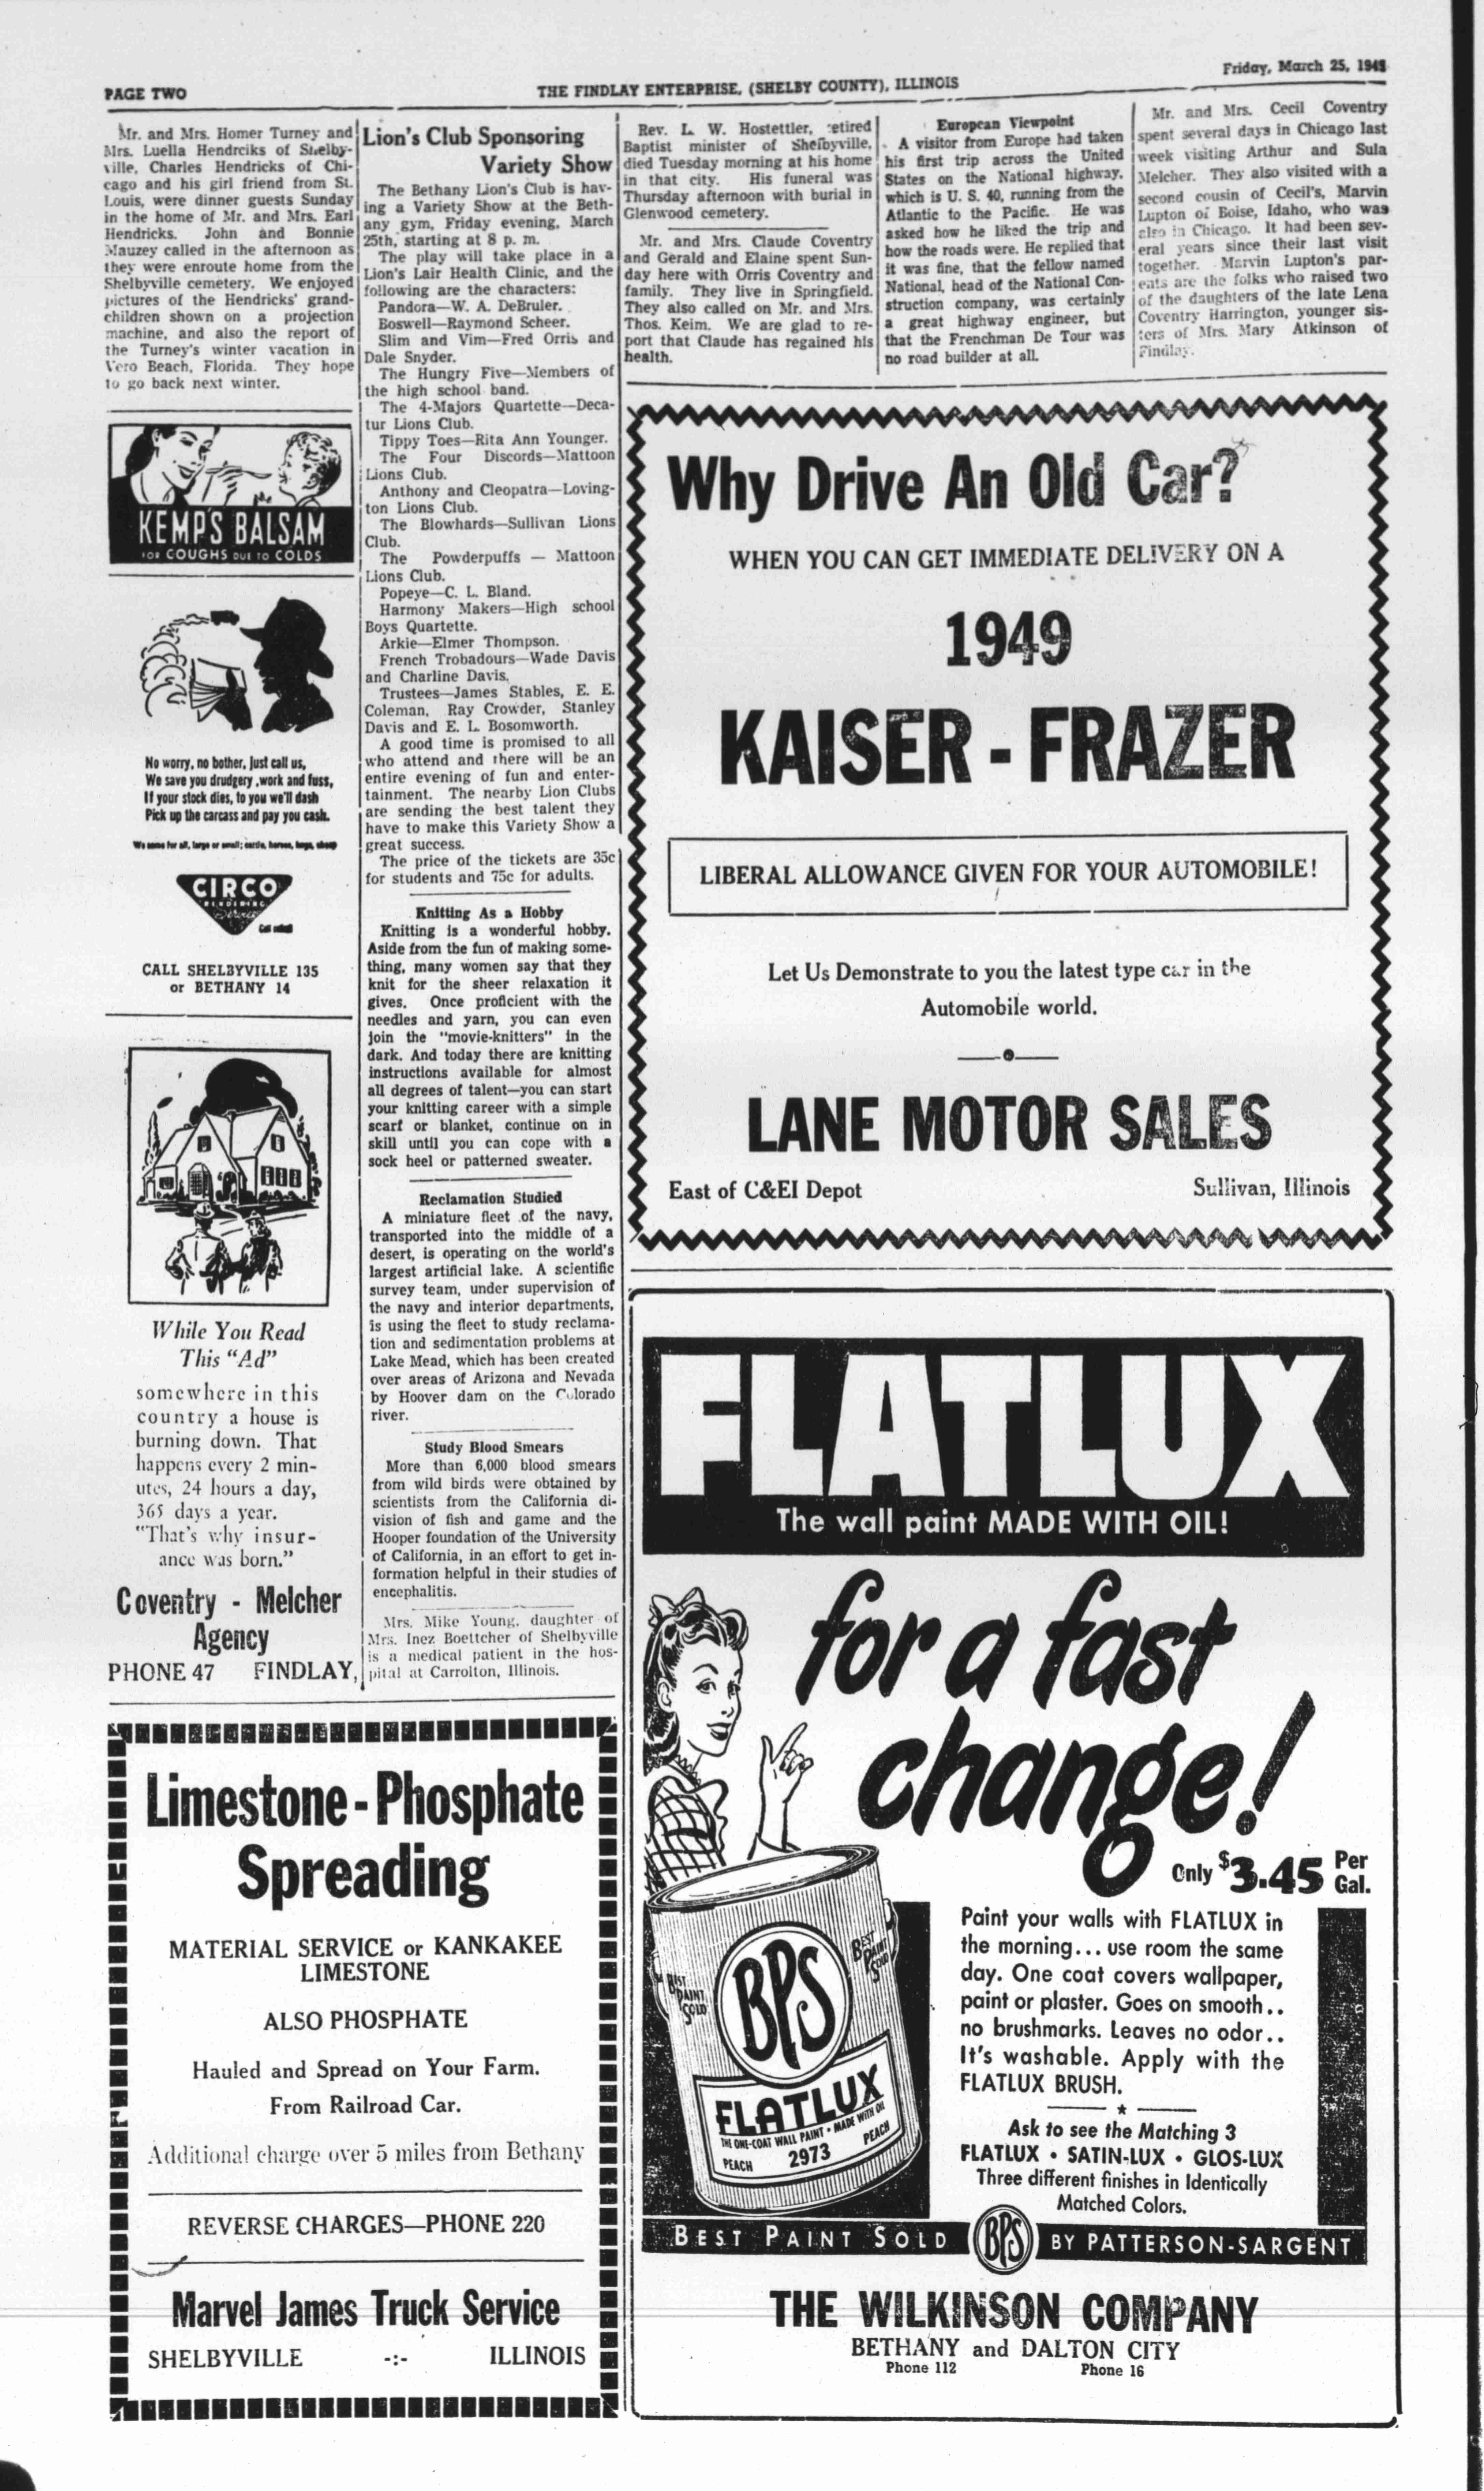 PAGE TWO
THE FINDLAY ENTERPRISE, (SHELBY COUNTY), ILLINOIS
Friday, March 25, 1949
Mr. and Mrs. Homer Turney and
Mrs. Luella Hendrciks of Shelby-
ville, Charles Hendricks of Chi-
cago and his girl friend from St.
Louis, were dinner guests Sunday
in the home of Mr. and Mrs. Earl
Hendricks. John and Bonnie
Mauzey called in the afternoon as
they were enroute home from the
Shelbyville cemetery. We enjoyed
pictures of the Hendricks' grand-
children shown on a projection
machine, and also the report of
the Turney's winter vacation in
Vero Beach, Florida. They hope
to go back next winter.
KEMP'S BALSAM
FOR COUGHS DUE TO COLDS
No worry, no bother, just call us,
We save you drudgery ,work and fuss,
If your stock dies, to you we'll dash
Pick up the carcass and pay you cash.
We come for all, large or small; cattle, horses, hogs, sheep
CIRCO
RENDERING
Service
Call collect
CALL SHELBYVILLE 135
or BETHANY 14
While You Read
This "Ad"
somewhere in this
country a house is
burning down. That
happens every 2 min-
utes, 24 hours a day,
365 days a year.
"That's why insur-
ance was born."
Coventry - Melcher
Agency
PHONE 47 FINDLAY,
Lion's Club Sponsoring
Variety Show
The Bethany Lion's Club is hav-
ing a Variety Show at the Beth-
any gym, Friday evening, March
25th, starting at 8 p. m.
The play will take place in a
Lion's Lair Health Clinic, and the
following are the characters:
Pandora—W. A. DeBruler.
Boswell—Raymond Scheer.
Slim and Vim—Fred Orris and
Dale Snyder.
The Hungry Five—Members of
the high school band.
The 4-Majors Quartette—Deca-
tur Lions Club.
Tippy Toes—Rita Ann Younger.
The Four Discords—Mattoon
Lions Club.
Anthony and Cleopatra—Loving-
ton Lions Club.
The Blowhards—Sullivan Lions
Club.
The Powderpuffs — Mattoon
Lions Club.
Popeye—C. L. Bland.
Harmony Makers—High school
Boys Quartette.
Arkie—Elmer Thompson.
French Trobadours—Wade Davis
and Charline Davis.
Trustees—James Stables, E. E.
Coleman, Ray Crowder, Stanley
Davis and E. L. Bosomworth.
A good time is promised to all
who attend and there will be an
entire evening of fun and enter-
tainment. The nearby Lion Clubs
are sending the best talent they
have to make this Variety Show a
great success.
The price of the tickets are 35c
for students and 75c for adults.
Knitting As a Hobby
Knitting is a wonderful hobby.
Aside from the fun of making some-
thing, many women say that they
knit for the sheer relaxation it
gives. Once proficient with the
needles and yarn, you can even
join the "movie-knitters" in the
dark. And today there are knitting
instructions available for almost
all degrees of talent—you can start
your knitting career with a simple
scarf or blanket, continue on in
skill until you can cope with a
sock heel or patterned sweater.
Reclamation Studied
A miniature fleet of the navy,
transported into the middle of a
desert, is operating on the world's
largest artificial lake. A scientific
survey team, under supervision of
the navy and interior departments,
is using the fleet to study reclama-
tion and sedimentation problems at
Lake Mead, which has been created
over areas of Arizona and Nevada
by Hoover dam on the Colorado
river.
Study Blood Smears
More than 6,000 blood smears
from wild birds were obtained by
scientists from the California di-
vision of fish and game and the
Hooper foundation of the University
of California, in an effort to get in-
formation helpful in their studies of
encephalitis.
Mrs. Mike Young, daughter of
Mrs. Inez Boettcher of Shelbyville
is a medical patient in the hos-
pital at Carrolton, Illinois.
Rev. L. W. Hostettler, retired
Baptist minister of Shelbyville,
died Tuesday morning at his home
in that city. His funeral was
Thursday afternoon with burial in
Glenwood cemetery.
Mr. and Mrs. Claude Coventry
and Gerald and Elaine spent Sun-
day here with Orris Coventry and
family. They live in Springfield.
They also called on Mr. and Mrs.
Thos. Keim. We are glad to re-
port that Claude has regained his
health.
European Viewpoint
A visitor from Europe had taken
his first trip across the United
States on the National highway,
which is U. S. 40, running from the
Atlantic to the Pacific. He was
asked how he liked the trip and
how the roads were. He replied that
it was fine, that the fellow named
National, head of the National Con-
struction company, was certainly
a great highway engineer, but
that the Frenchman De Tour was
no road builder at all.
Mr. and Mrs. Cecil Coventry
spent several days in Chicago last
week visiting Arthur and Sula
Melcher. They also visited with a
second cousin of Cecil's, Marvin
Lupton of Boise, Idaho, who was
also in Chicago. It had been sev-
eral years since their last visit
together. Marvin Lupton's par-
ents are the folks who raised two
of the daughters of the late Lena
Coventry Harrington, younger sis-
ters of Mrs. Mary Atkinson of
Findlay.
Why Drive An Old Car?
WHEN YOU CAN GET IMMEDIATE DELIVERY ON A
1949
KAISER - FRAZER
LIBERAL ALLOWANCE GIVEN FOR YOUR AUTOMOBILE!
Let Us Demonstrate to you the latest type car in the
Automobile world.
LANE MOTOR SALES
East of C&EI Depot Sullivan, Illinois
FLATLUX
The wall paint MADE WITH OIL!
for a fast
change!
Only $3.45 Per Gal.
Paint your walls with FLATLUX in
the morning... use room the same
day. One coat covers wallpaper,
paint or plaster. Goes on smooth..
no brushmarks. Leaves no odor..
It's washable. Apply with the
FLATLUX BRUSH.
Ask to see the Matching 3
FLATLUX • SATIN-LUX • GLOS-LUX
Three different finishes in Identically
Matched Colors.
BEST PAINT SOLD
BPS
BEST PAINT SOLD
FLATLUX
THE ONE-COAT WALL PAINT • MADE WITH OIL
PEACH 2973 PEACH
BEST PAINT SOLD BPS BY PATTERSON-SARGENT
THE WILKINSON COMPANY
BETHANY and DALTON CITY
Phone 112 Phone 16
Limestone - Phosphate
Spreading
MATERIAL SERVICE or KANKAKEE
LIMESTONE
ALSO PHOSPHATE
Hauled and Spread on Your Farm.
From Railroad Car.
Additional charge over 5 miles from Bethany
REVERSE CHARGES—PHONE 220
Marvel James Truck Service
SHELBYVILLE -:- ILLINOIS